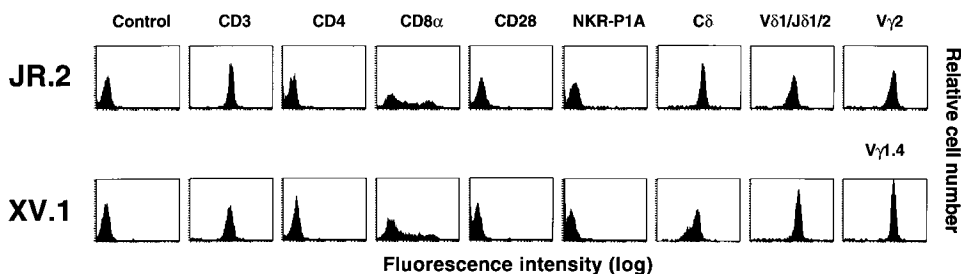 Control CD3 CD4 CD8α CD28 NKR-P1A Cδ Vδ1/Jδ1/2 Vγ2
JR.2
Relative cell number
Vγ1.4
XV.1
Fluorescence intensity (log)